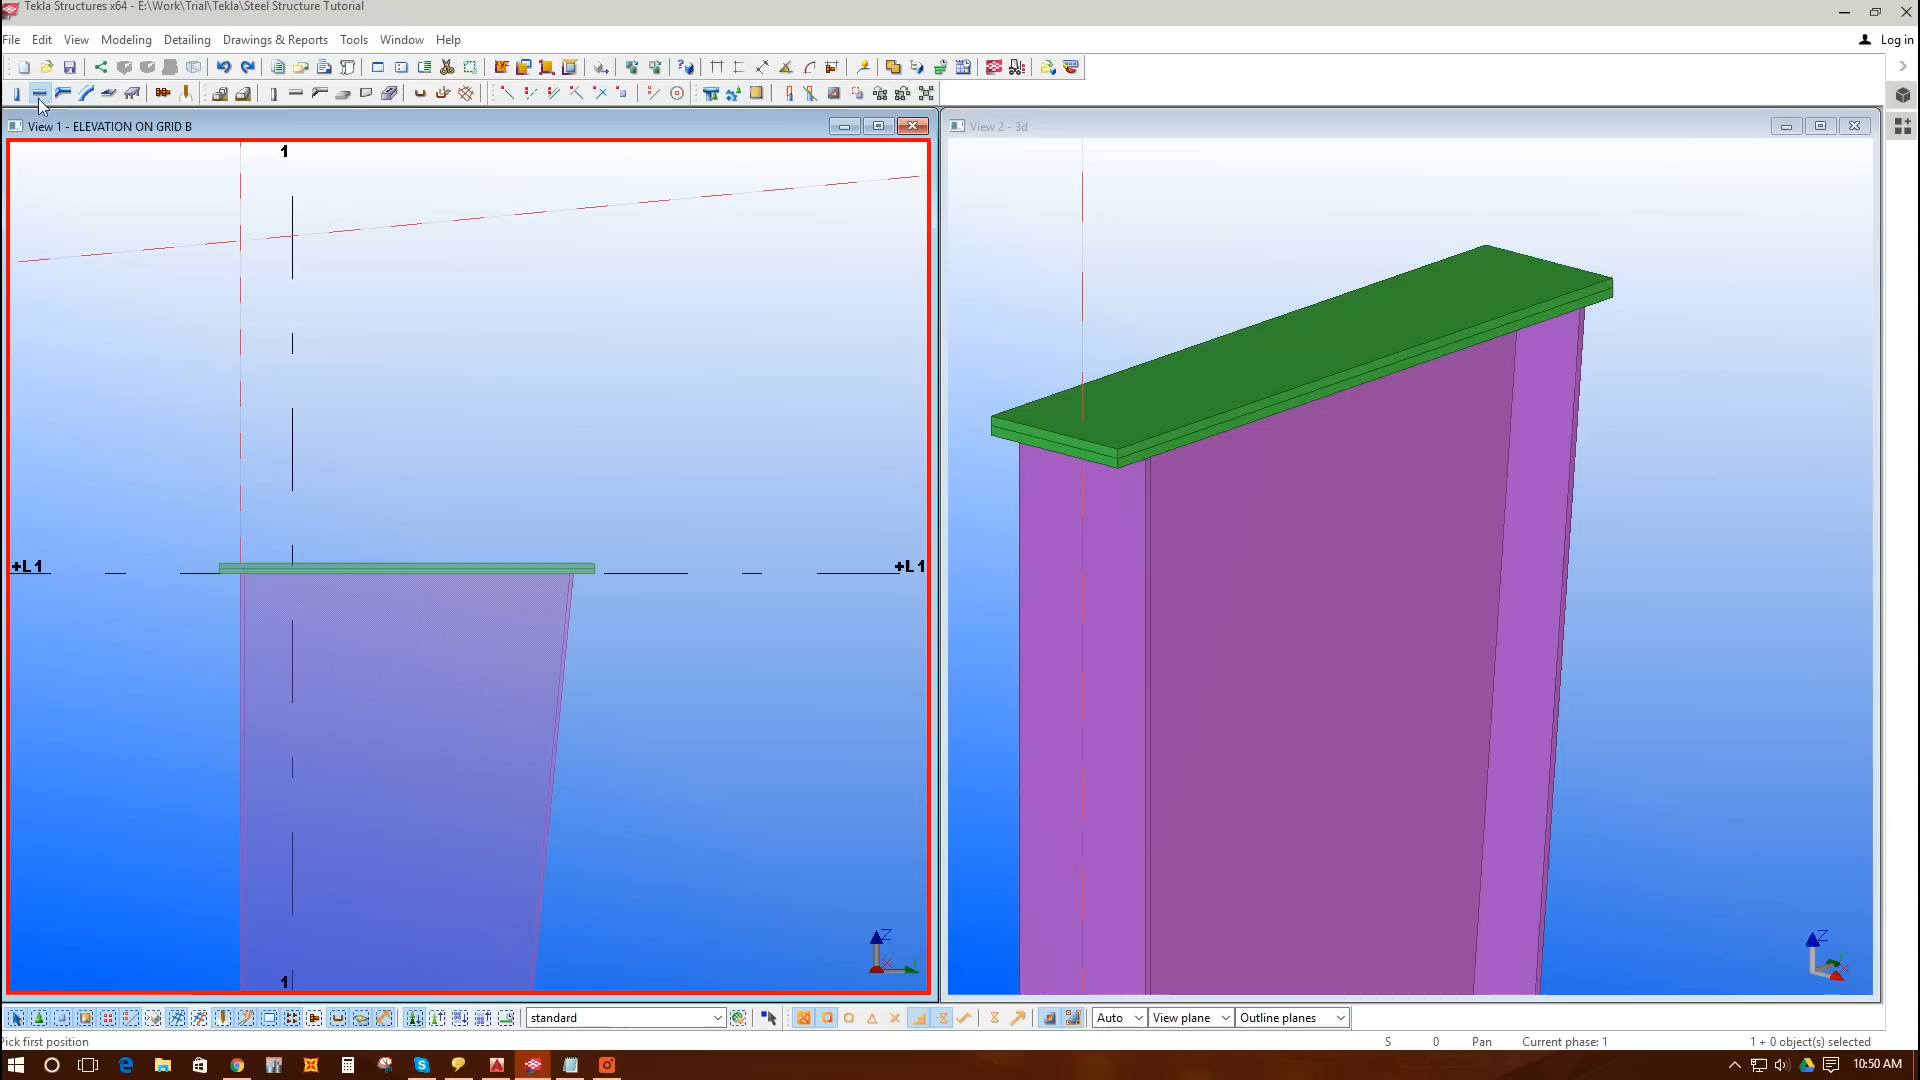 Tekla Structures x64 - E:\Work\Trial\Tekla\Steel Structure Tutorial
File Edit View Modeling Detailing Drawings & Reports Tools Window Help
Log in
View 1 - ELEVATION ON GRID B
View 2 - 3d
1
+L1
+L1
1
Z
X
Z
X
standard
Auto
View plane
Outline planes
Pick first position
S 0 Pan Current phase: 1 1 + 0 object(s) selected
10:50 AM